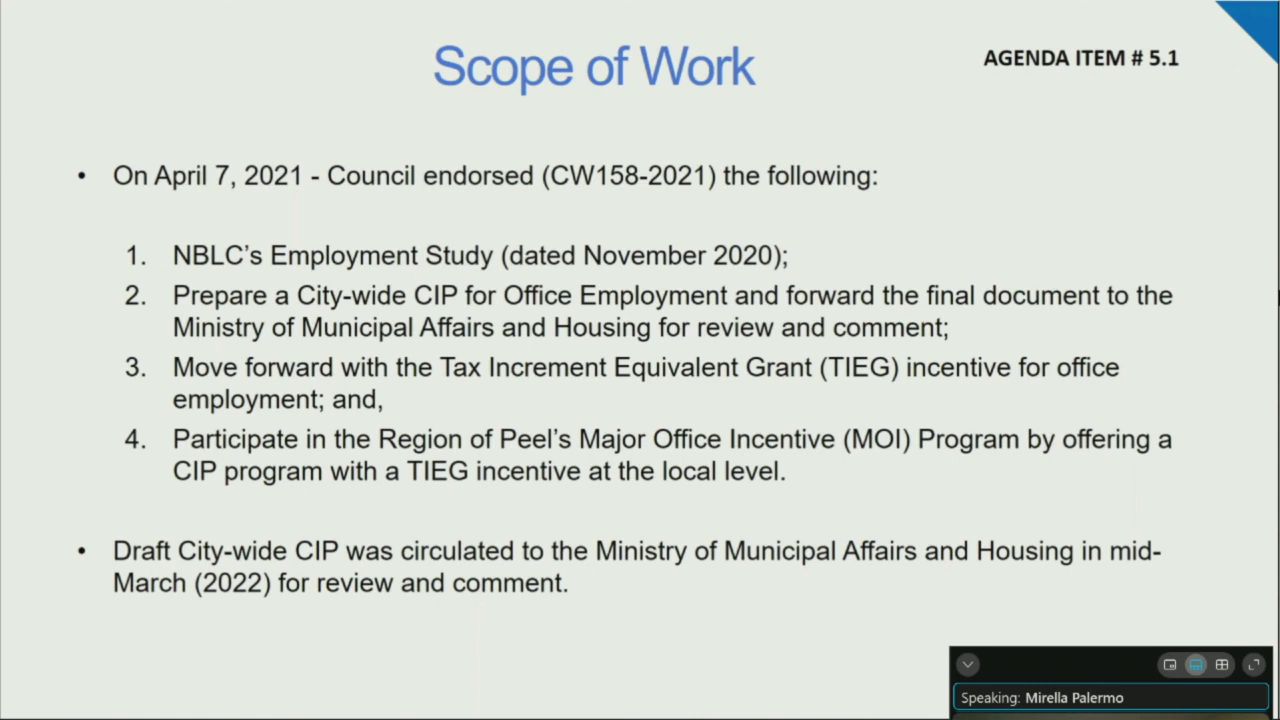 Scope of Work
AGENDA ITEM # 5.1
• On April 7, 2021 - Council endorsed (CW158-2021) the following:
1. NBLC’s Employment Study (dated November 2020);
2. Prepare a City-wide CIP for Office Employment and forward the final document to the
Ministry of Municipal Affairs and Housing for review and comment;
3. Move forward with the Tax Increment Equivalent Grant (TIEG) incentive for office
employment; and,
4. Participate in the Region of Peel’s Major Office Incentive (MOI) Program by offering a
CIP program with a TIEG incentive at the local level.
• Draft City-wide CIP was circulated to the Ministry of Municipal Affairs and Housing in mid-
March (2022) for review and comment.
Speaking: Mirella Palermo